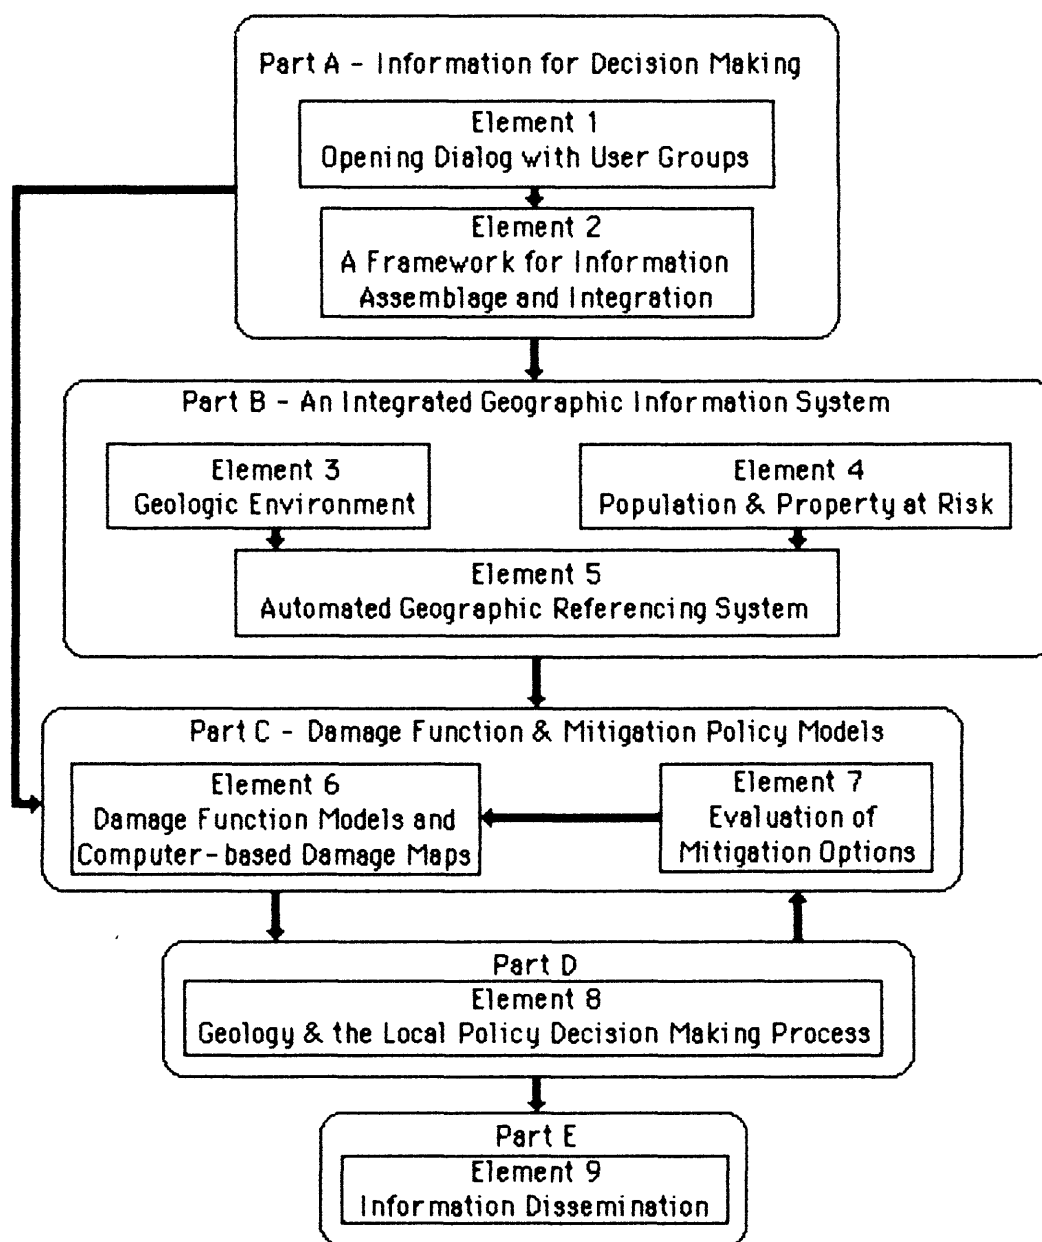 Part A - Information for Decision Making
Element 1
Opening Dialog with User Groups
Element 2
A Framework for Information
Assemblage and Integration
Part B - An Integrated Geographic Information System
Element 3
Geologic Environment
Element 4
Population & Property at Risk
Element 5
Automated Geographic Referencing System
Part C - Damage Function & Mitigation Policy Models
Element 6
Damage Function Models and
Computer-based Damage Maps
Element 7
Evaluation of
Mitigation Options
Part D
Element 8
Geology & the Local Policy Decision Making Process
Part E
Element 9
Information Dissemination